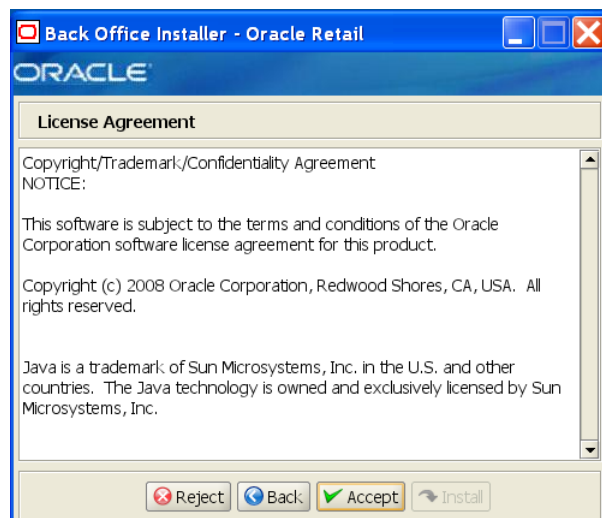 Back Office Installer - Oracle Retail
ORACLE
License Agreement
Copyright/Trademark/Confidentiality Agreement
NOTICE:
This software is subject to the terms and conditions of the Oracle
Corporation software license agreement for this product.
Copyright (c) 2008 Oracle Corporation, Redwood Shores, CA, USA.  All
rights reserved.
Java is a trademark of Sun Microsystems, Inc. in the U.S. and other
countries.  The Java technology is owned and exclusively licensed by Sun
Microsystems, Inc.
Reject Back Accept Install